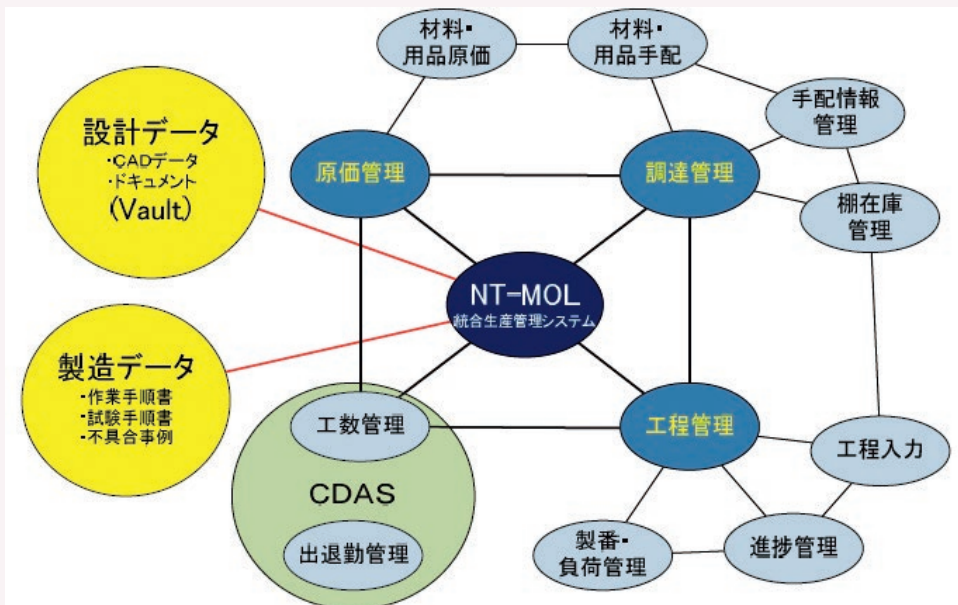 材料・
用品原価
材料・
用品手配
手配情報
管理
設計データ
・CADデータ
・ドキュメント
(Vault)
原価管理
調達管理
棚在庫
管理
NT-MOL
統合生産管理システム
製造データ
・作業手順書
・試験手順書
・不具合事例
工数管理
工程管理
工程入力
CDAS
出退勤管理
製番・
負荷管理
進捗管理